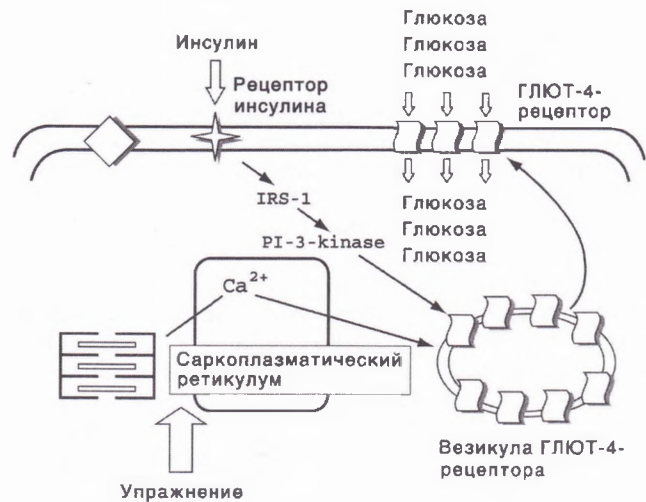 Инсулин
Рецептор
инсулина
Глюкоза
Глюкоза
Глюкоза
ГЛЮТ-4-
рецептор
IRS-1
PI-3-kinase
Глюкоза
Глюкоза
Глюкоза
Ca²⁺
Саркоплазматический
ретикулум
Упражнение
Везикула ГЛЮТ-4-
рецептора